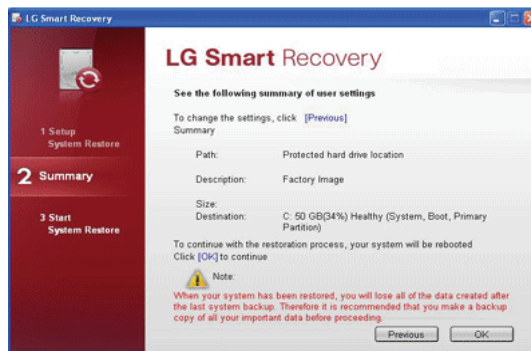 LG Smart Recovery
LG Smart Recovery
See the following summary of user settings
To change the settings, click [Previous]
Summary
1 Setup
System Restore
Path: Protected hard drive location
2 Summary
Description: Factory Image
Size:
3 Start
System Restore
Destination: C: 50 GB(34%) Healthy (System, Boot, Primary
Partition)
To continue with the restoration process, your system will be rebooted
Click [OK] to continue
Note:
When your system has been restored, you will lose all of the data created after
the last system backup. Therefore it is recommended that you make a backup
copy of all your important data before proceeding.
Previous OK